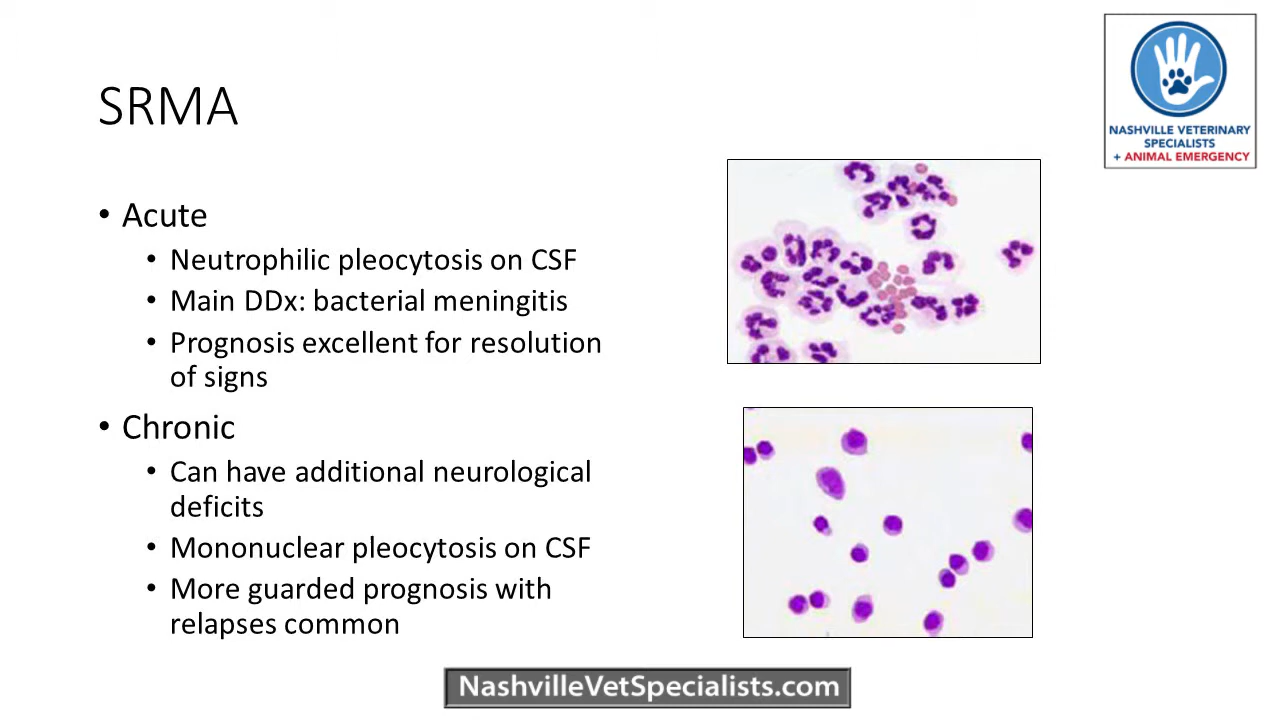 SRMA
• Acute
• Neutrophilic pleocytosis on CSF
• Main DDx: bacterial meningitis
• Prognosis excellent for resolution
of signs
• Chronic
• Can have additional neurological
deficits
• Mononuclear pleocytosis on CSF
• More guarded prognosis with
relapses common
NASHVILLE VETERINARY
SPECIALISTS
+ ANIMAL EMERGENCY
NashvilleVetSpecialists.com